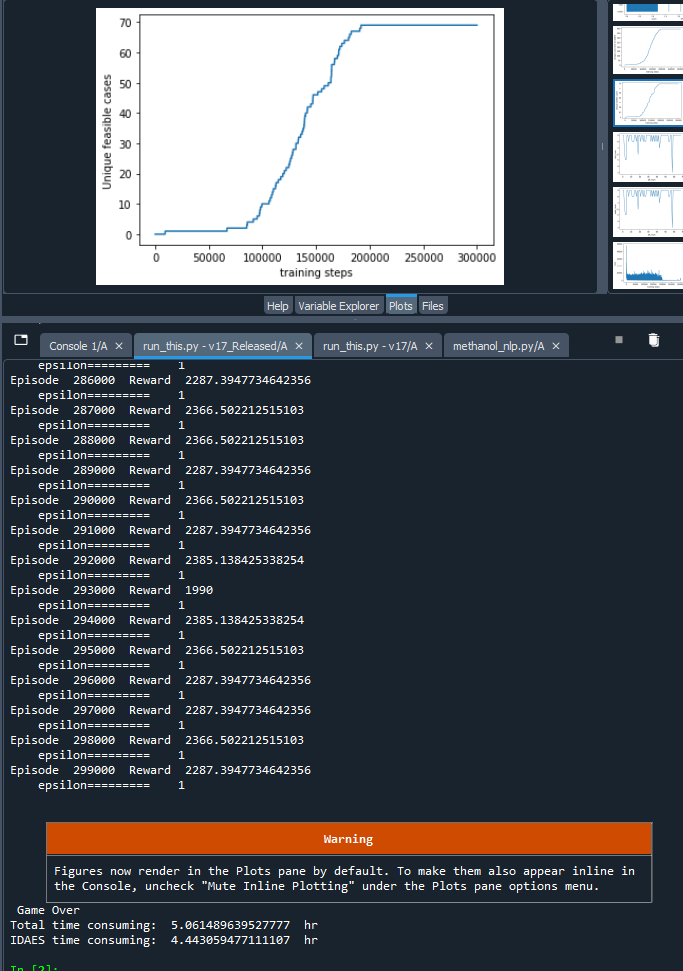 70
60
50
40
30
20
10
0
Unique feasible cases
0 50000 100000 150000 200000 250000 300000
training steps
Help Variable Explorer Plots Files
Console 1/A × run_this.py - v17_Released/A × run_this.py - v17/A × methanol_nlp.py/A ×
epsilon========= 1
Episode 286000 Reward 2287.3947734642356
epsilon========= 1
Episode 287000 Reward 2366.502212515103
epsilon========= 1
Episode 288000 Reward 2366.502212515103
epsilon========= 1
Episode 289000 Reward 2287.3947734642356
epsilon========= 1
Episode 290000 Reward 2366.502212515103
epsilon========= 1
Episode 291000 Reward 2287.3947734642356
epsilon========= 1
Episode 292000 Reward 2385.138425338254
epsilon========= 1
Episode 293000 Reward 1990
epsilon========= 1
Episode 294000 Reward 2385.138425338254
epsilon========= 1
Episode 295000 Reward 2366.502212515103
epsilon========= 1
Episode 296000 Reward 2287.3947734642356
epsilon========= 1
Episode 297000 Reward 2287.3947734642356
epsilon========= 1
Episode 298000 Reward 2366.502212515103
epsilon========= 1
Episode 299000 Reward 2287.3947734642356
epsilon========= 1
Warning
Figures now render in the Plots pane by default. To make them also appear inline in
the Console, uncheck "Mute Inline Plotting" under the Plots pane options menu.
Game Over
Total time consuming: 5.061489639527777 hr
IDAES time consuming: 4.443059477111107 hr
In [2]: